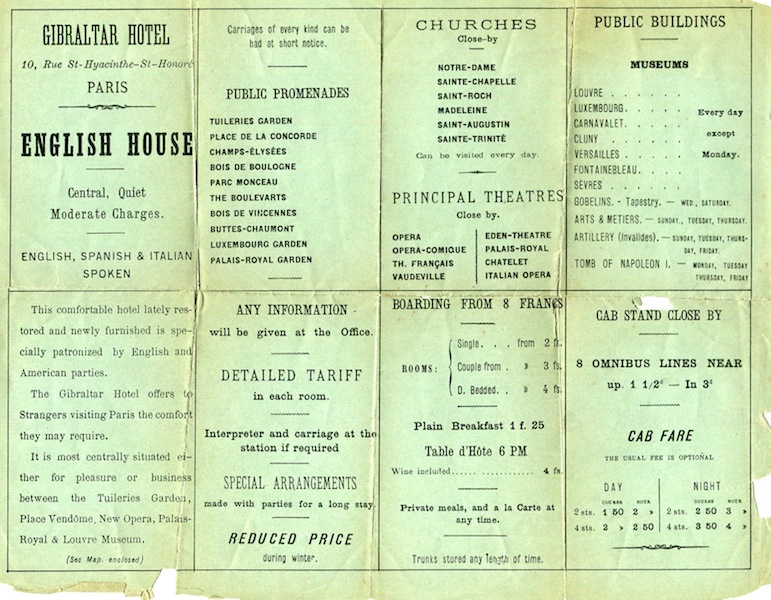 GIBRALTAR HOTEL
10, Rue St-Hyacinthe-St-Honoré
PARIS
ENGLISH HOUSE
Central, Quiet
Moderate Charges.
ENGLISH, SPANISH & ITALIAN
SPOKEN
Carriages of every kind can be
had at short notice.
PUBLIC PROMENADES
TUILERIES GARDEN
PLACE DE LA CONCORDE
CHAMPS-ÉLYSÉES
BOIS DE BOULOGNE
PARC MONCEAU
THE BOULEVARTS
BOIS DE VINCENNES
BUTTES-CHAUMONT
LUXEMBOURG GARDEN
PALAIS-ROYAL GARDEN
CHURCHES
Close-by
NOTRE-DAME
SAINTE-CHAPELLE
SAINT-ROCH
MADELEINE
SAINT-AUGUSTIN
SAINTE-TRINITÉ
Can be visited every day.
PRINCIPAL THEATRES
Close by.
OPERA
OPERA-COMIQUE
TH. FRANÇAIS
VAUDEVILLE
EDEN-THEATRE
PALAIS-ROYAL
CHATELET
ITALIAN OPERA
PUBLIC BUILDINGS
MUSEUMS
LOUVRE . . . . . .
LUXEMBOURG. . . . .
CARNAVALET. . . . .
CLUNY . . . . . .
VERSAILLES . . . . .
FONTAINEBLEAU. . . .
SÈVRES . . . . . .
Every day
except
Monday.
GOBELINS. - Tapestry. — WED., SATURDAY.
ARTS & METIERS. — SUNDAY., TUESDAY, THURSDAY.
ARTILLERY (Invalides). — SUNDAY, TUESDAY, THURS-
DAY, FRIDAY.
TOMB OF NAPOLEON I. — MONDAY, TUESDAY
THURSDAY, FRIDAY
This comfortable hotel lately res-
tored and newly furnished is spe-
cially patronized by English and
American parties.
The Gibraltar Hotel offers to
Strangers visiting Paris the comfort
they may require.
It is most centrally situated ei-
ther for pleasure or business
between the Tuileries Garden,
Place Vendôme, New Opera, Palais-
Royal & Louvre Museum.
(See Map. enclosed)
ANY INFORMATION
will be given at the Office.
DETAILED TARIFF
in each room.
Interpreter and carriage at the
station if required
SPECIAL ARRANGEMENTS
made with parties for a long stay.
REDUCED PRICE
during winter.
BOARDING FROM 8 FRANCS
ROOMS:
Single. . . from 2 fs.
Couple from . » 3 fs.
D. Bedded. . » 4 fs.
Plain Breakfast 1 f. 25
Table d'Hôte 6 PM
Wine included............. 4 fs.
Private meals, and a la Carte at
any time.
Trunks stored any length of time.
CAB STAND CLOSE BY
8 OMNIBUS LINES NEAR
up. 1 1/2d — In 3d
CAB FARE
THE USUAL FEE IS OPTIONAL
DAY
COURSE HOUR
2 sts. 1 50 2 »
4 sts. 2 » 2 50
NIGHT
COURSE HOUR
2 sts. 2 50 3 »
4 sts. 3 50 4 »